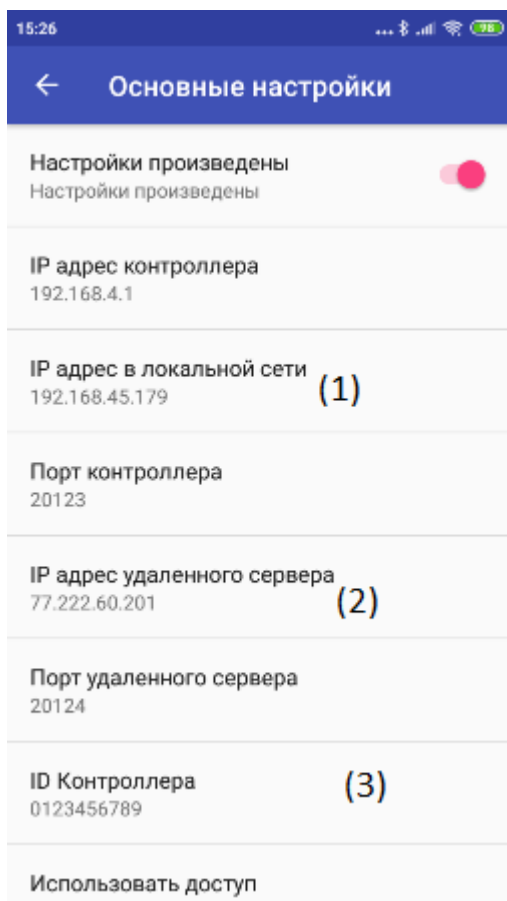 15:26
98
Основные настройки
Настройки произведены
Настройки произведены
IP адрес контроллера
192.168.4.1
IP адрес в локальной сети
(1)
192.168.45.179
Порт контроллера
20123
IP адрес удаленного сервера
(2)
77.222.60.201
Порт удаленного сервера
20124
ID Контроллера
(3)
0123456789
Использовать доступ